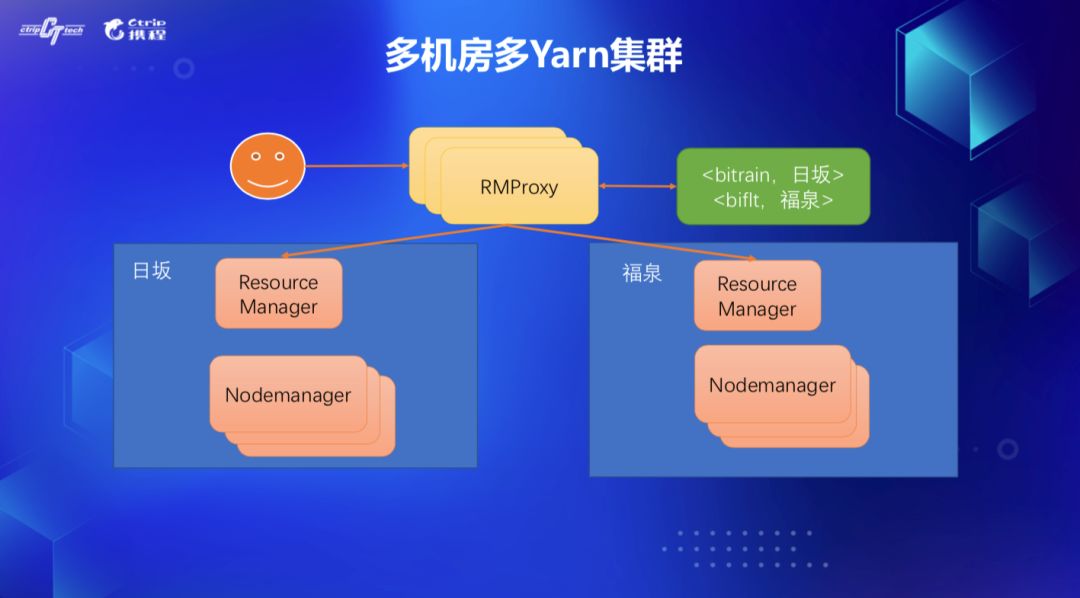 ctrip tech
Ctrip
携程
多机房多Yarn集群
RMProxy
<bitrain，日坂>
<biflt，福泉>
日坂
Resource
Manager
Nodemanager
福泉
Resource
Manager
Nodemanager